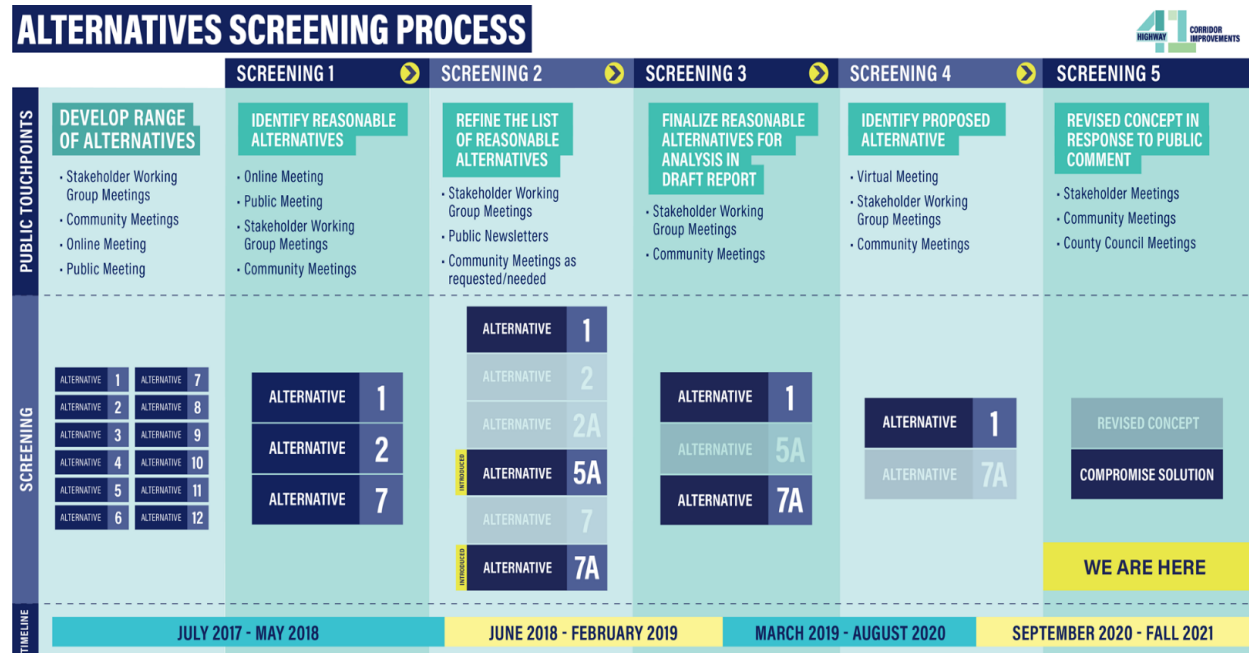 ALTERNATIVES SCREENING PROCESS
41
HIGHWAY
CORRIDOR
IMPROVEMENTS
SCREENING 1
SCREENING 2
SCREENING 3
SCREENING 4
SCREENING 5
PUBLIC TOUCHPOINTS
DEVELOP RANGE
OF ALTERNATIVES
• Stakeholder Working
Group Meetings
• Community Meetings
• Online Meeting
• Public Meeting
IDENTIFY REASONABLE
ALTERNATIVES
• Online Meeting
• Public Meeting
• Stakeholder Working
Group Meetings
• Community Meetings
REFINE THE LIST
OF REASONABLE
ALTERNATIVES
• Stakeholder Working
Group Meetings
• Public Newsletters
• Community Meetings as
requested/needed
FINALIZE REASONABLE
ALTERNATIVES FOR
ANALYSIS IN
DRAFT REPORT
• Stakeholder Working
Group Meetings
• Community Meetings
IDENTIFY PROPOSED
ALTERNATIVE
• Virtual Meeting
• Stakeholder Working
Group Meetings
• Community Meetings
REVISED CONCEPT IN
RESPONSE TO PUBLIC
COMMENT
• Stakeholder Meetings
• Community Meetings
• County Council Meetings
SCREENING
ALTERNATIVE 1
ALTERNATIVE 2
ALTERNATIVE 3
ALTERNATIVE 4
ALTERNATIVE 5
ALTERNATIVE 6
ALTERNATIVE 7
ALTERNATIVE 8
ALTERNATIVE 9
ALTERNATIVE 10
ALTERNATIVE 11
ALTERNATIVE 12
ALTERNATIVE 1
ALTERNATIVE 2
ALTERNATIVE 7
ALTERNATIVE 1
ALTERNATIVE 2
ALTERNATIVE 2A
INTRODUCED
ALTERNATIVE 5A
ALTERNATIVE 7
INTRODUCED
ALTERNATIVE 7A
ALTERNATIVE 1
ALTERNATIVE 5A
ALTERNATIVE 7A
ALTERNATIVE 1
ALTERNATIVE 7A
REVISED CONCEPT
COMPROMISE SOLUTION
WE ARE HERE
TIMELINE
JULY 2017 - MAY 2018
JUNE 2018 - FEBRUARY 2019
MARCH 2019 - AUGUST 2020
SEPTEMBER 2020 - FALL 2021